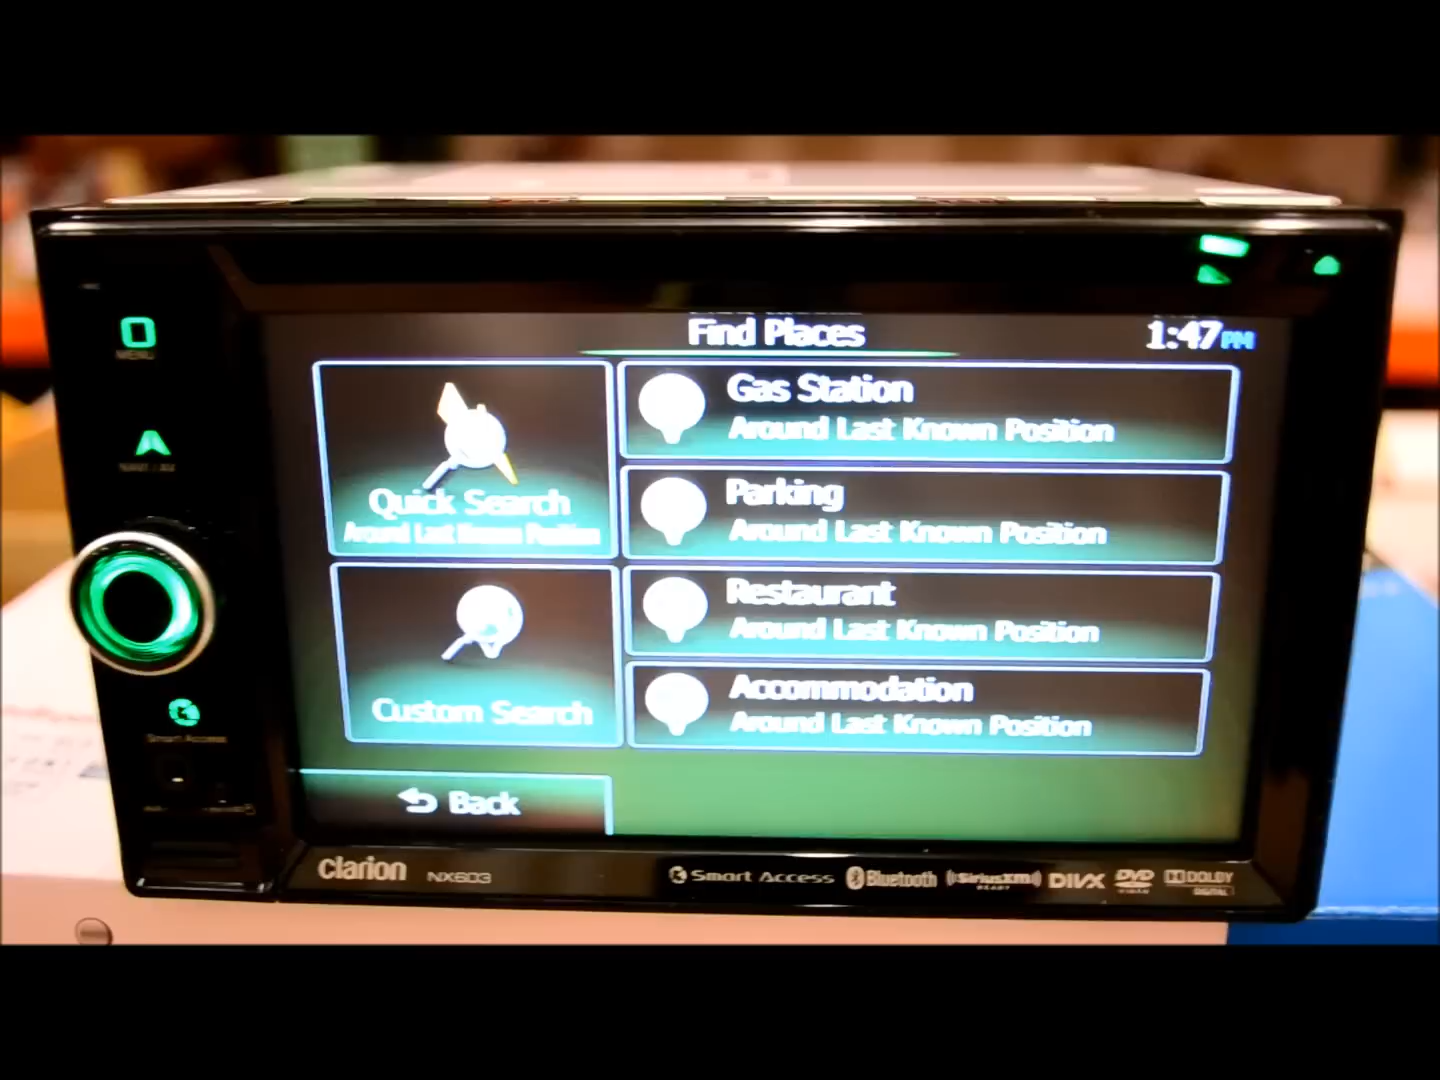 Find Places
1:47 PM
MENU
NAVI / AV
Quick Search
Around Last Known Position
Custom Search
Gas Station
Around Last Known Position
Parking
Around Last Known Position
Restaurant
Around Last Known Position
Accommodation
Around Last Known Position
Back
Smart Access
clarion NX603
Smart Access Bluetooth SiriusXM READY DIVX DVD VIDEO DOLBY DIGITAL